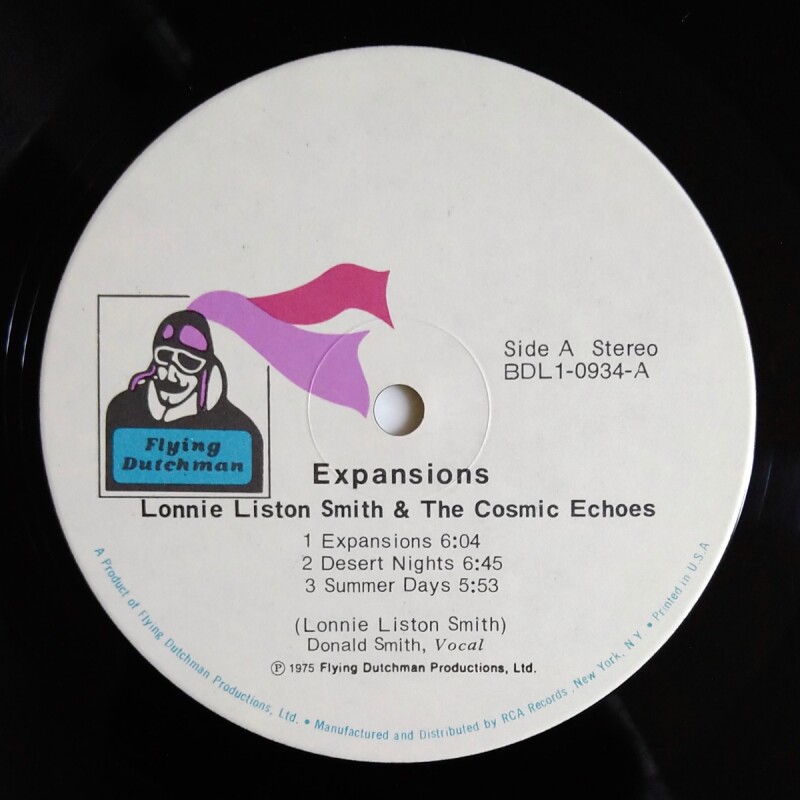 Side A Stereo
BDL1-0934-A
Flying
Dutchman
Expansions
Lonnie Liston Smith & The Cosmic Echoes
1 Expansions 6:04
2 Desert Nights 6:45
3 Summer Days 5:53
(Lonnie Liston Smith)
Donald Smith, Vocal
Ⓟ 1975 Flying Dutchman Productions, Ltd.
A Product of Flying Dutchman Productions, Ltd. • Manufactured and Distributed by RCA Records, New York, N Y • Printed in U.S.A